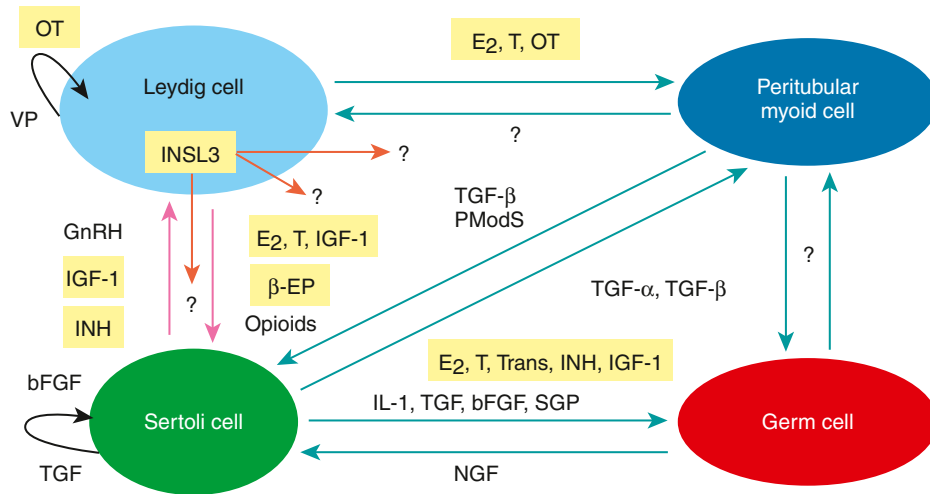 OT
E₂, T, OT
Leydig cell
Peritubular
myoid cell
VP
?
INSL3
?
?
TGF-β
PModS
GnRH
E₂, T, IGF-1
?
IGF-1
β-EP
TGF-α, TGF-β
?
INH
Opioids
E₂, T, Trans, INH, IGF-1
bFGF
IL-1, TGF, bFGF, SGP
Sertoli cell
Germ cell
TGF
NGF